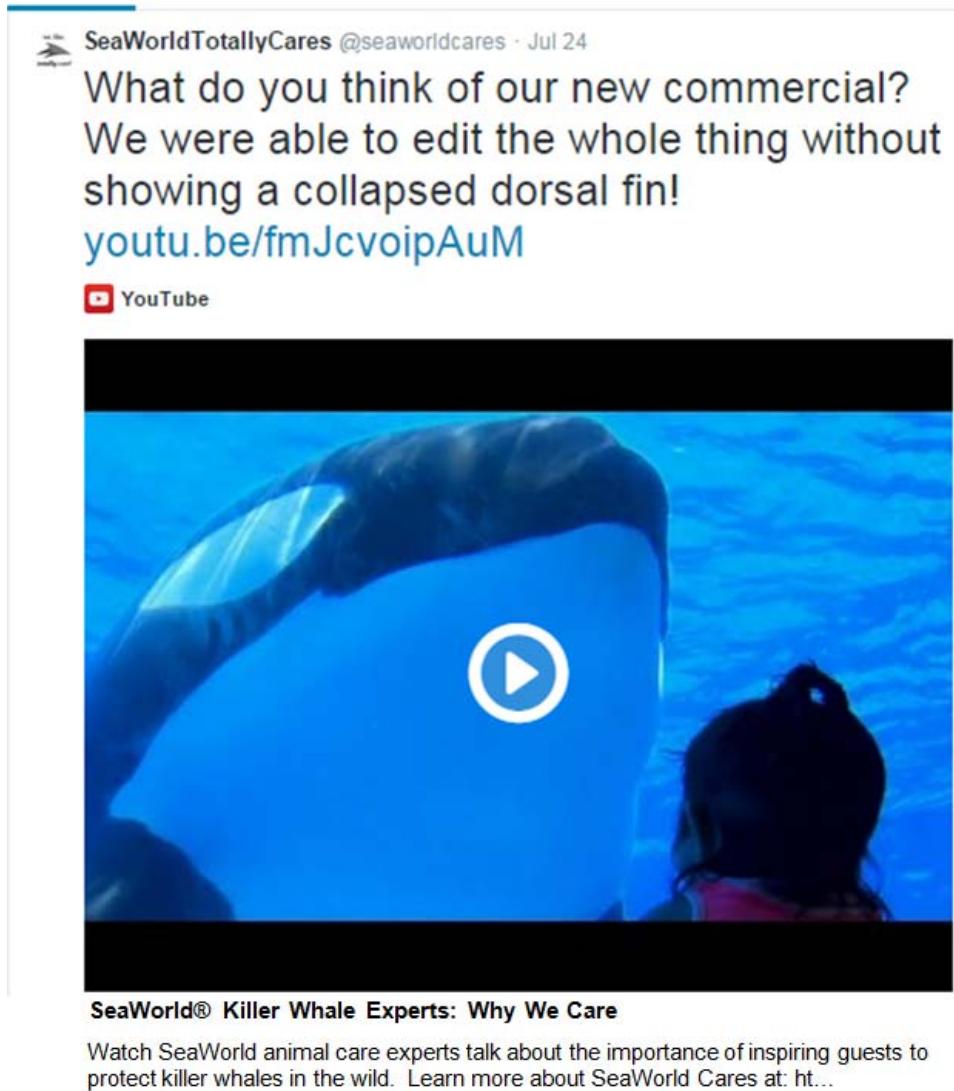 SeaWorldTotallyCares @seaworldcares · Jul 24
What do you think of our new commercial?
We were able to edit the whole thing without
showing a collapsed dorsal fin!
youtu.be/fmJcvoipAuM
YouTube
SeaWorld® Killer Whale Experts: Why We Care
Watch SeaWorld animal care experts talk about the importance of inspiring guests to
protect killer whales in the wild. Learn more about SeaWorld Cares at: ht...